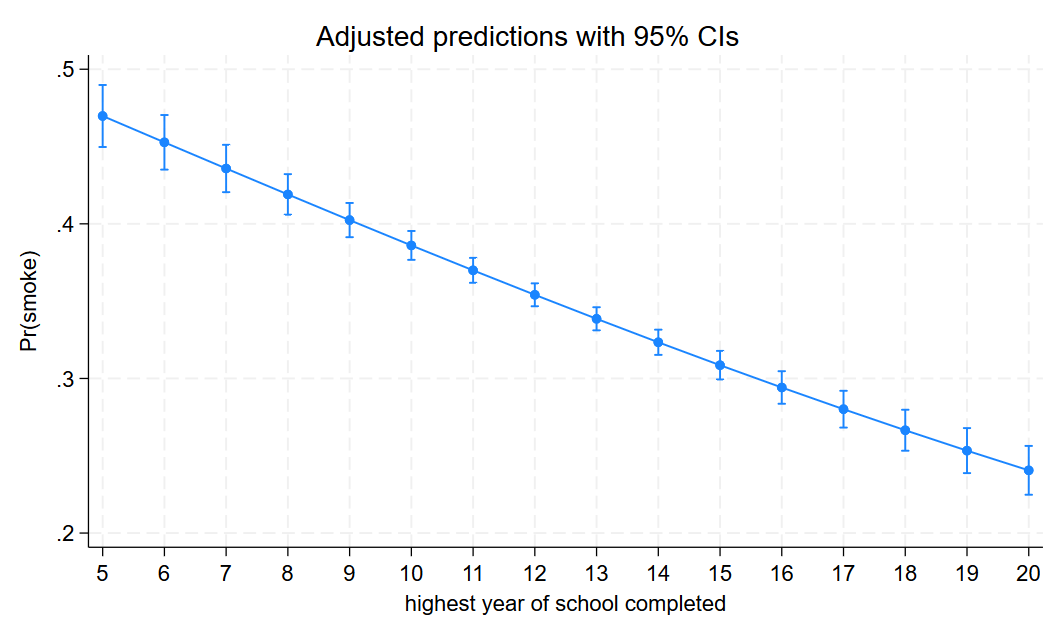 Adjusted predictions with 95% CIs
.5
.4
.3
.2
Pr(smoke)
5 6 7 8 9 10 11 12 13 14 15 16 17 18 19 20
highest year of school completed